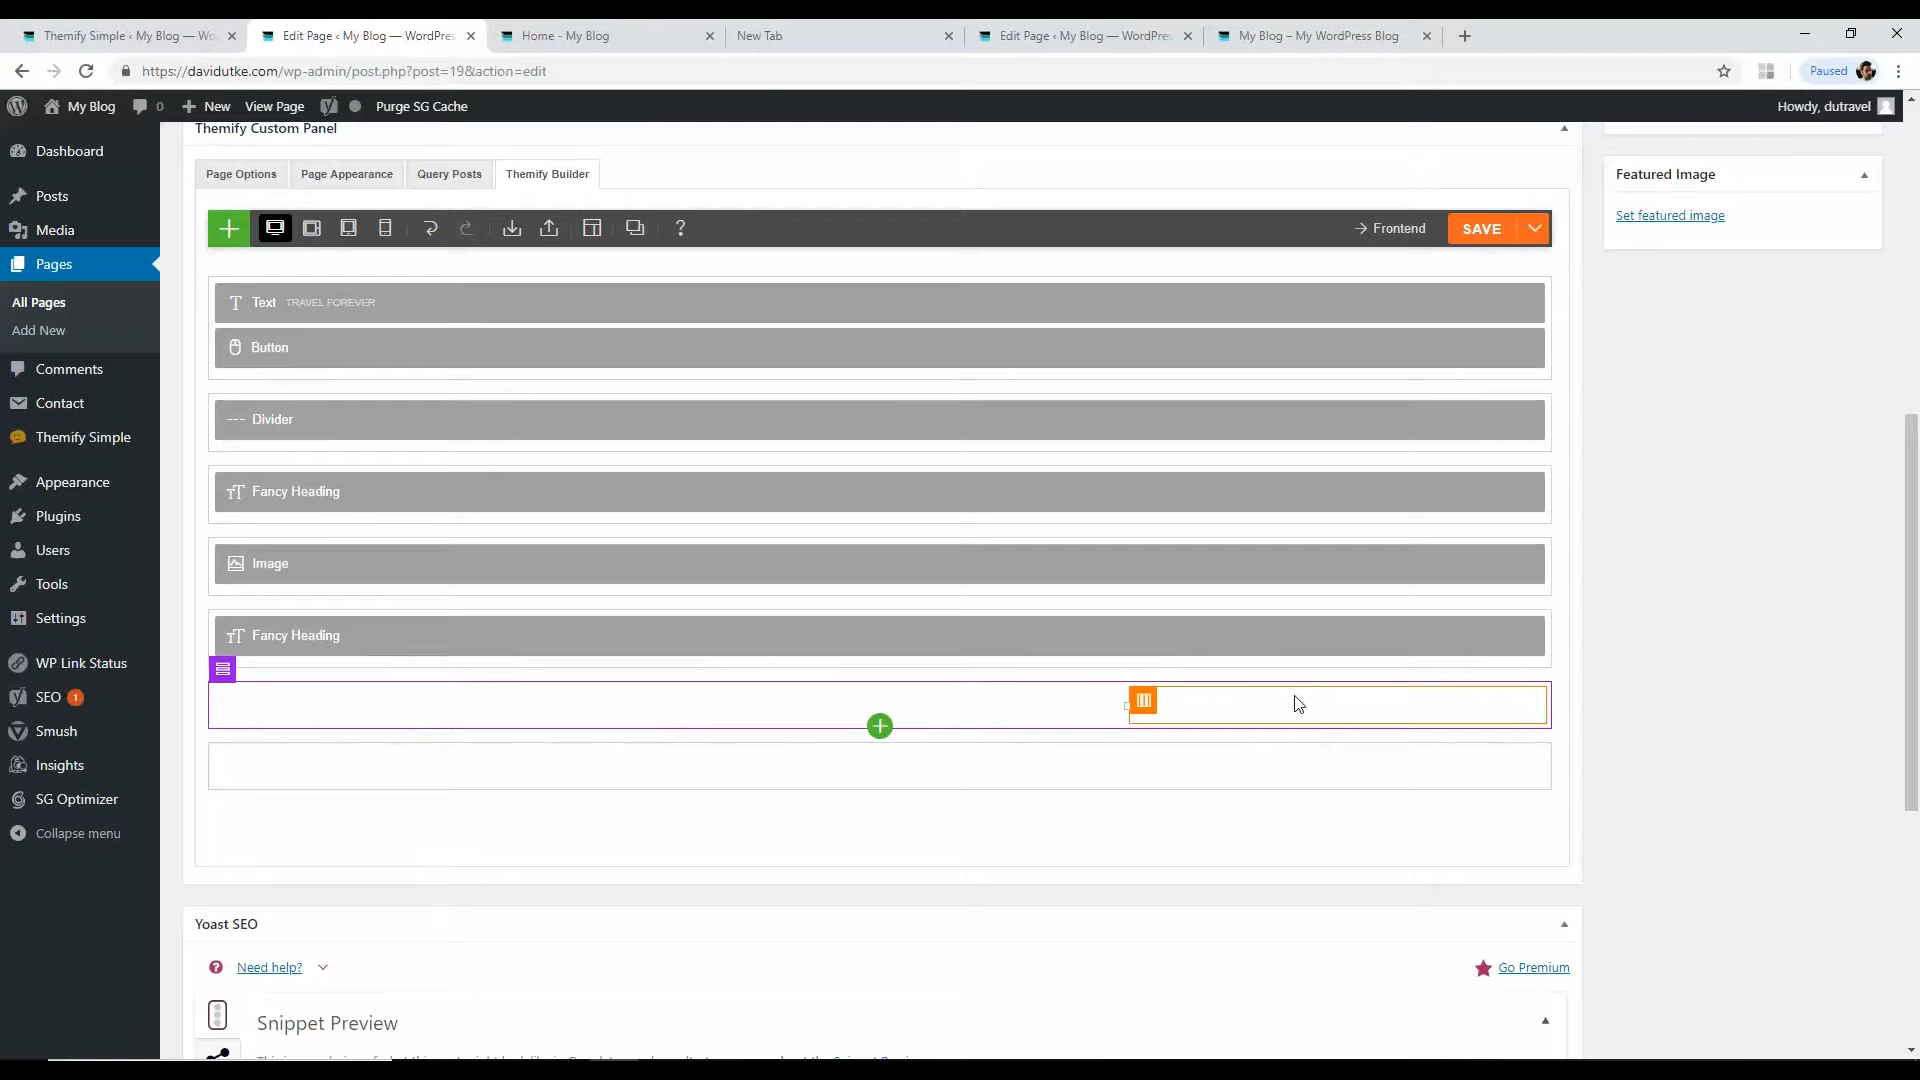 Themify Simple ‹ My Blog — Wo
Edit Page ‹ My Blog — WordPres
Home - My Blog
New Tab
Edit Page ‹ My Blog — WordPre
My Blog – My WordPress Blog
https://davidutke.com/wp-admin/post.php?post=19&action=edit
Paused
My Blog
0
New
View Page
Purge SG Cache
Howdy, dutravel
Dashboard
Posts
Media
Pages
All Pages
Add New
Comments
Contact
Themify Simple
Appearance
Plugins
Users
Tools
Settings
WP Link Status
SEO 1
Smush
Insights
SG Optimizer
Collapse menu
Themify Custom Panel
Page Options
Page Appearance
Query Posts
Themify Builder
?
Frontend
SAVE
Text TRAVEL FOREVER
Button
Divider
Fancy Heading
Image
Fancy Heading
Yoast SEO
Need help?
Go Premium
Snippet Preview
Featured Image
Set featured image